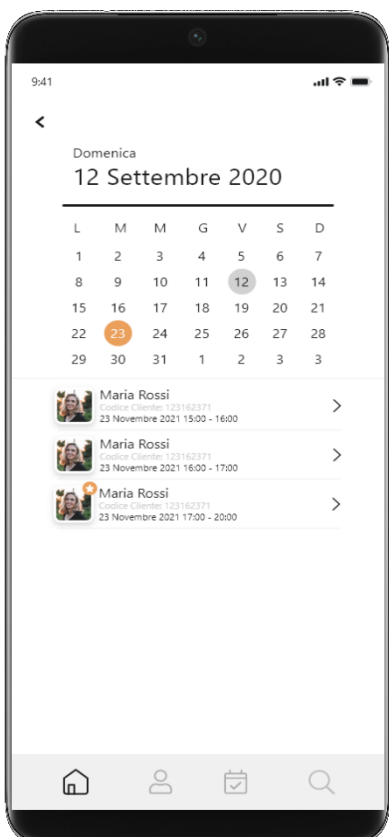 9:41
Domenica
12 Settembre 2020
L M M G V S D
1 2 3 4 5 6 7
8 9 10 11 12 13 14
15 16 17 18 19 20 21
22 23 24 25 26 27 28
29 30 31 1 2 3 3
Maria Rossi
Codice Cliente: 123162371
23 Novembre 2021 15:00 - 16:00
Maria Rossi
Codice Cliente: 123162371
23 Novembre 2021 16:00 - 17:00
Maria Rossi
Codice Cliente: 123162371
23 Novembre 2021 17:00 - 20:00